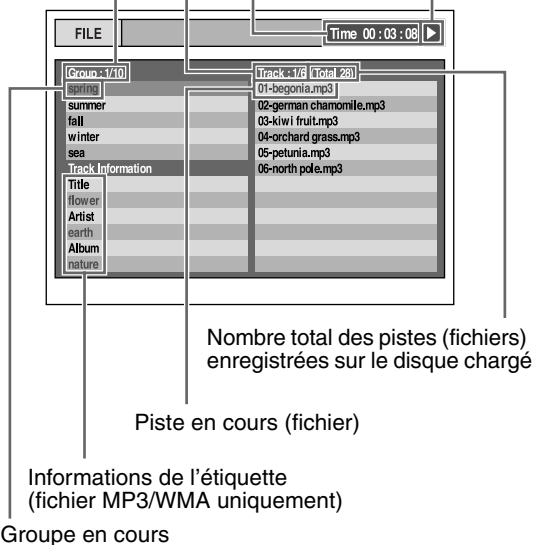 FILE
Time 00 : 03 : 08
Group : 1/10
spring
summer
fall
winter
sea
Track Information
Title
flower
Artist
earth
Album
nature
Track : 1/6 (Total 28)
01-begonia.mp3
02-german chamomile.mp3
03-kiwi fruit.mp3
04-orchard grass.mp3
05-petunia.mp3
06-north pole.mp3
Nombre total des pistes (fichiers)
enregistrées sur le disque chargé
Piste en cours (fichier)
Informations de l'étiquette
(fichier MP3/WMA uniquement)
Groupe en cours